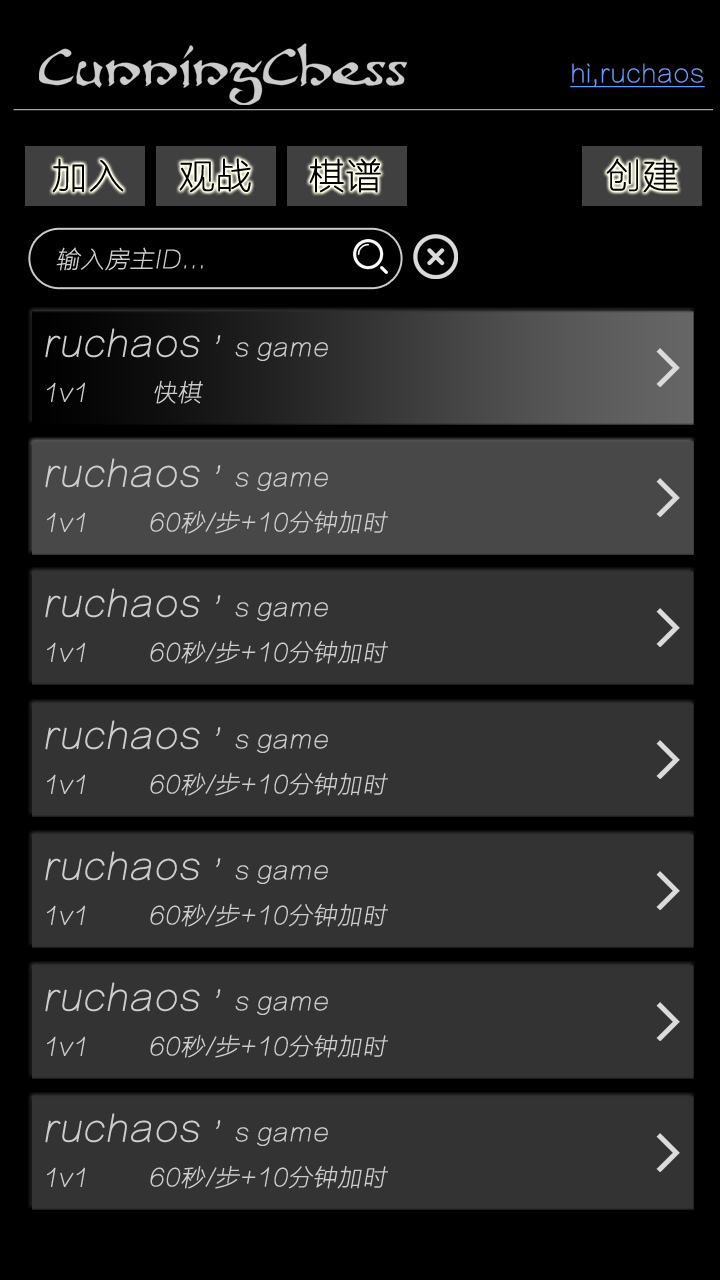 CunningChess
hi,ruchaos
加入 观战 棋谱 创建
输入房主ID...
ruchaos ' s game
1v1 快棋
ruchaos ' s game
1v1 60秒/步+10分钟加时
ruchaos ' s game
1v1 60秒/步+10分钟加时
ruchaos ' s game
1v1 60秒/步+10分钟加时
ruchaos ' s game
1v1 60秒/步+10分钟加时
ruchaos ' s game
1v1 60秒/步+10分钟加时
ruchaos ' s game
1v1 60秒/步+10分钟加时